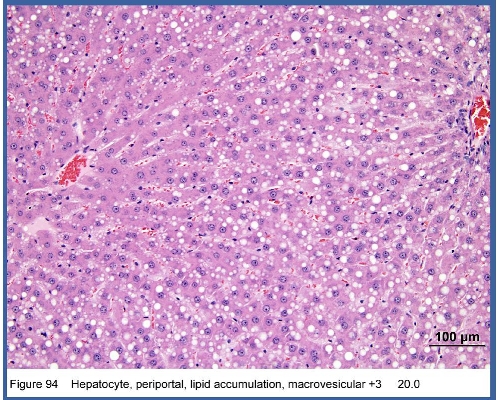 100 µm
Figure 94 Hepatocyte, periportal, lipid accumulation, macrovesicular +3 20.0